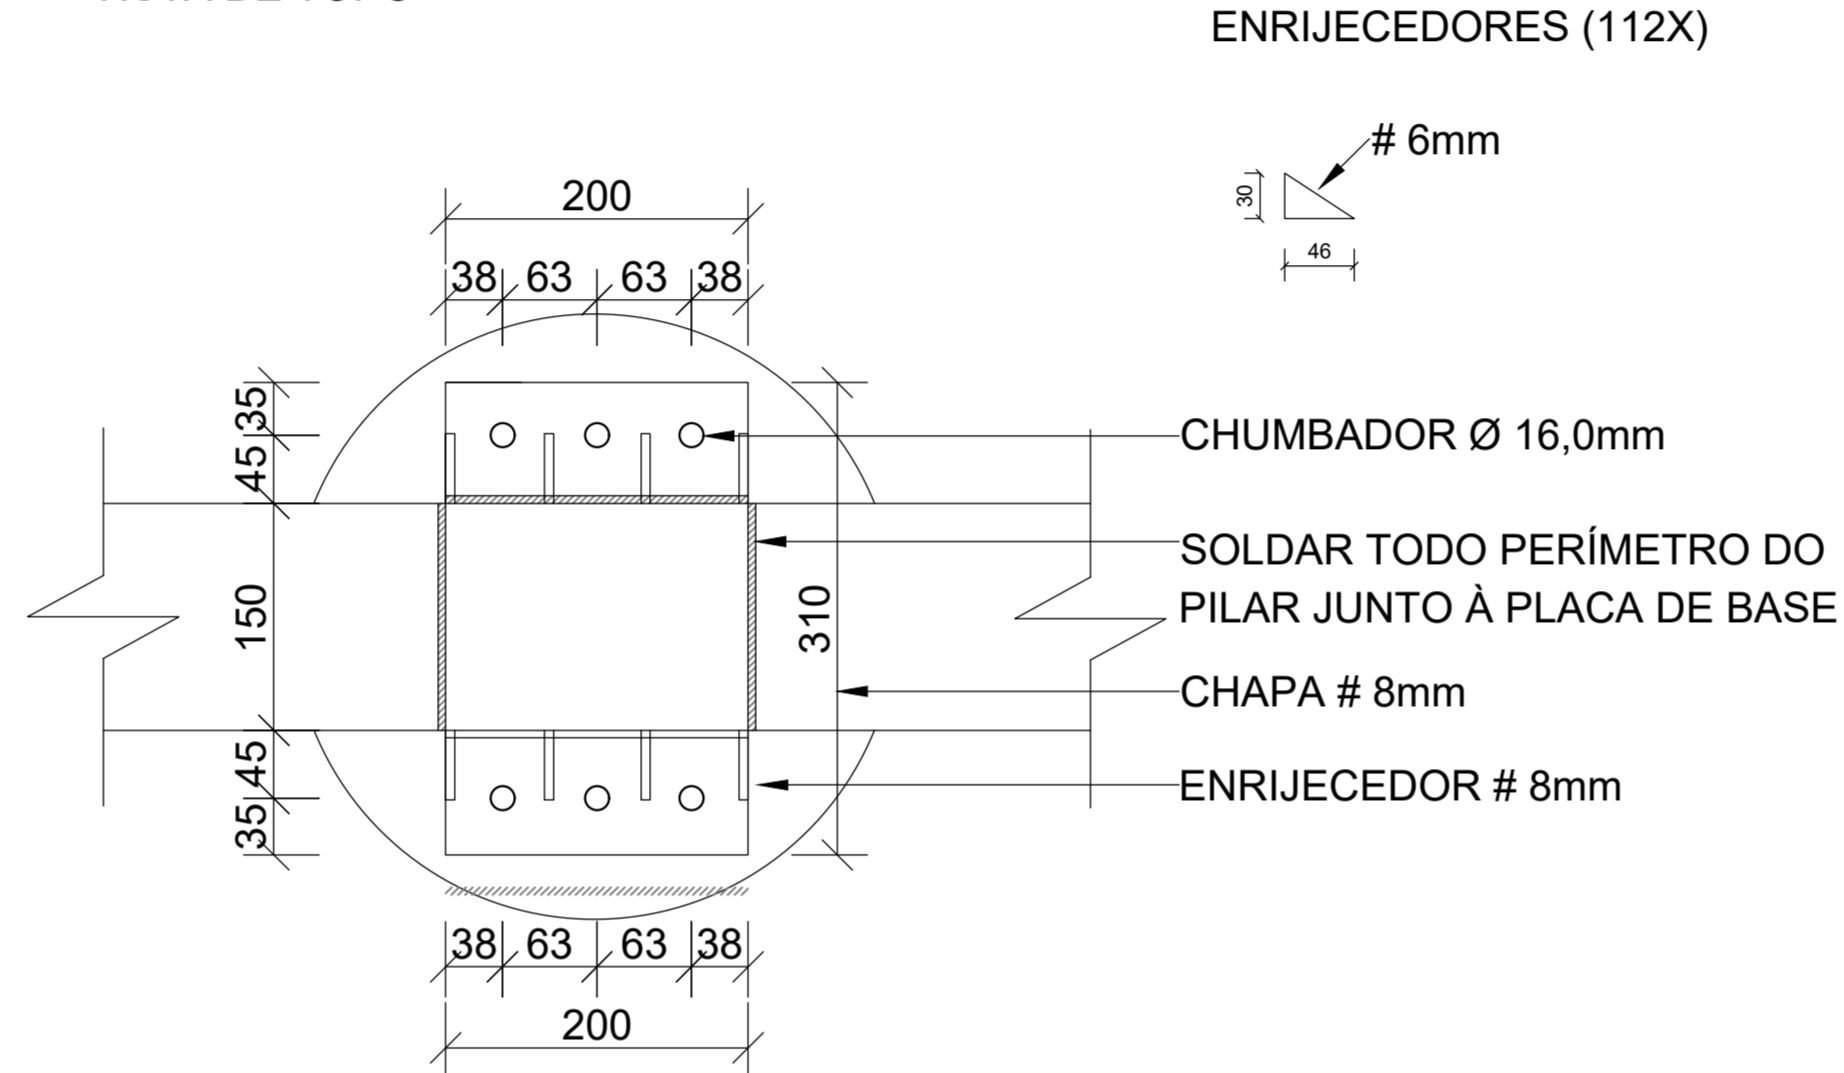 ENRIJECEDORES (112X)
# 6mm
30
46
200
38 63 63 38
35
45
150
45
35
310
CHUMBADOR Ø 16,0mm
SOLDAR TODO PERÍMETRO DO
PILAR JUNTO À PLACA DE BASE
CHAPA # 8mm
ENRIJECEDOR # 8mm
38 63 63 38
200